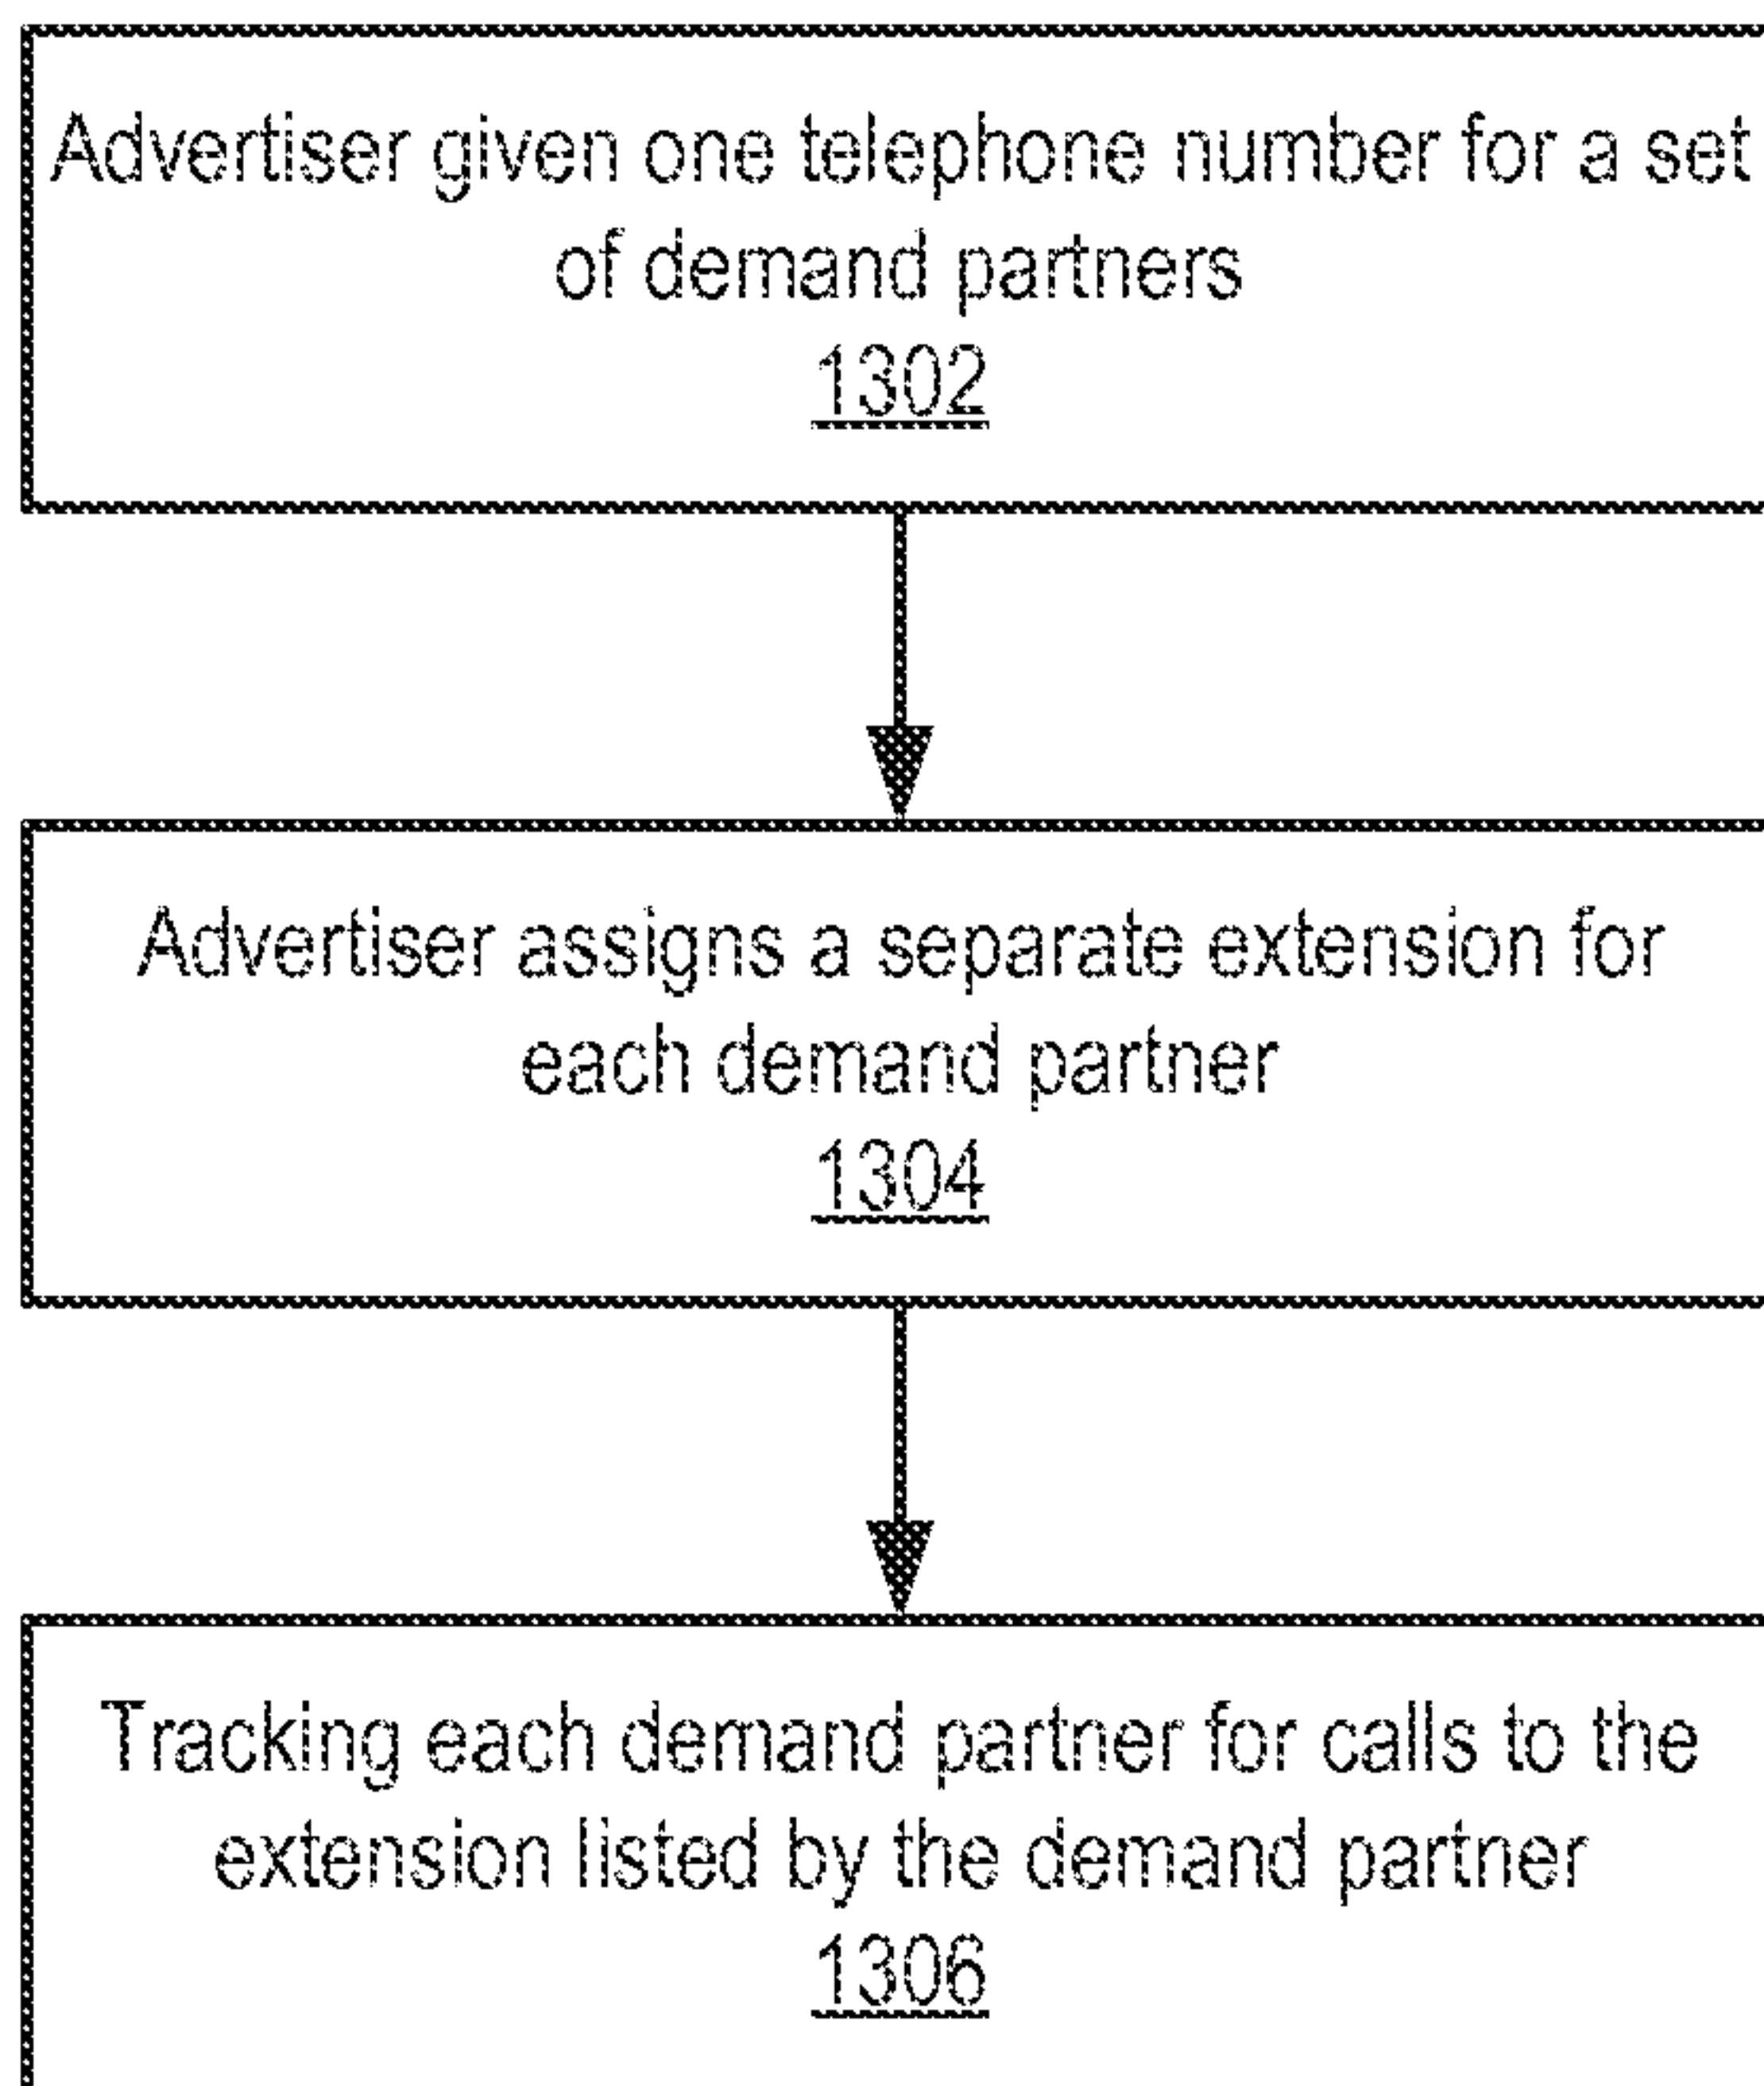 Advertiser given one telephone number for a set
of demand partners
1302
Advertiser assigns a separate extension for
each demand partner
1304
Tracking each demand partner for calls to the
extension listed by the demand partner
1306